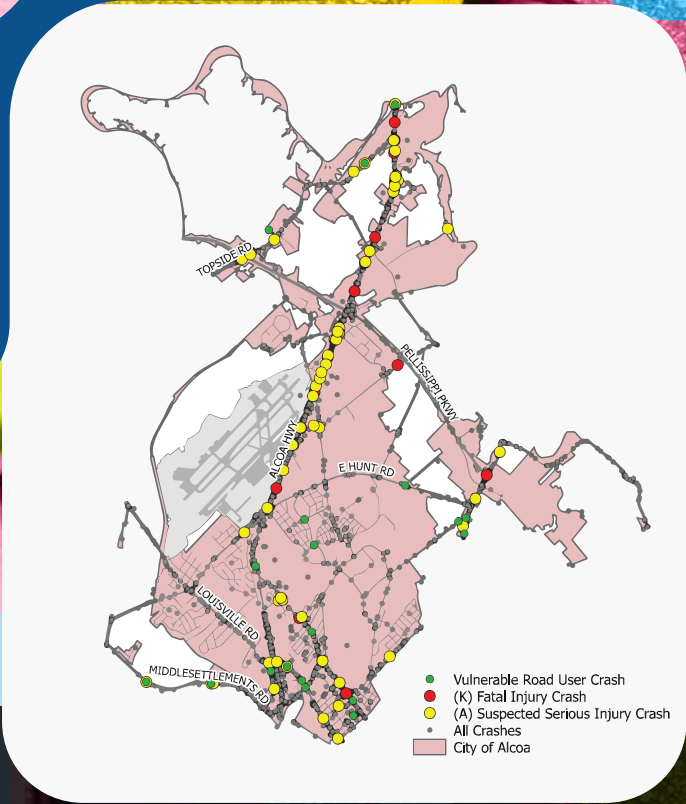 TOPSIDE RD
PELLISSIPPI PKWY
ALCOA HWY
E HUNT RD
LOUISVILLE RD
MIDDLESETTLEMENTS RD
Vulnerable Road User Crash
(K) Fatal Injury Crash
(A) Suspected Serious Injury Crash
All Crashes
City of Alcoa